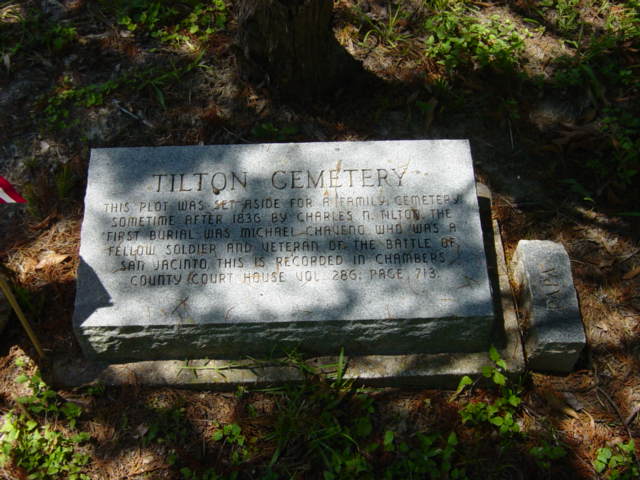 TILTON CEMETERY
THIS PLOT WAS SET ASIDE FOR A FAMILY CEMETERY
SOMETIME AFTER 1836 BY CHARLES N. TILTON. THE
FIRST BURIAL WAS MICHAEL CHAVENO WHO WAS A
FELLOW SOLDIER AND VETERAN OF THE BATTLE OF
SAN JACINTO. THIS IS RECORDED IN CHAMBERS
COUNTY COURT HOUSE VOL. 286, PAGE 713.